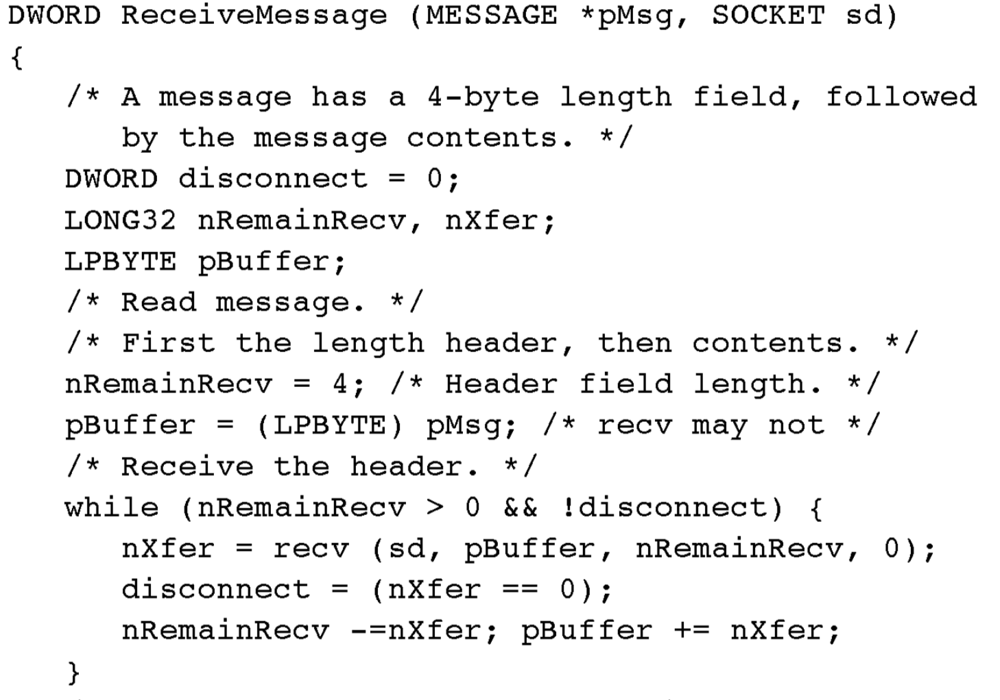 DWORD ReceiveMessage (MESSAGE *pMsg, SOCKET sd)
{
   /* A message has a 4-byte length field, followed
      by the message contents. */
   DWORD disconnect = 0;
   LONG32 nRemainRecv, nXfer;
   LPBYTE pBuffer;
   /* Read message. */
   /* First the length header, then contents. */
   nRemainRecv = 4; /* Header field length. */
   pBuffer = (LPBYTE) pMsg; /* recv may not */
   /* Receive the header. */
   while (nRemainRecv > 0 && !disconnect) {
      nXfer = recv (sd, pBuffer, nRemainRecv, 0);
      disconnect = (nXfer == 0);
      nRemainRecv -=nXfer; pBuffer += nXfer;
   }